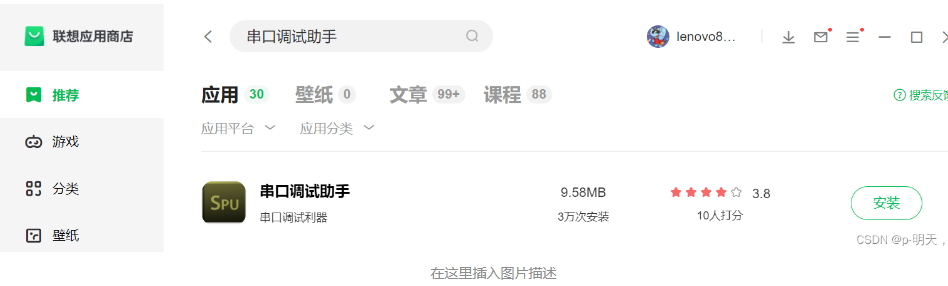 联想应用商店
串口调试助手
lenovo8...
推荐
应用 30 壁纸 0 文章 99+ 课程 88
搜索反馈
应用平台 应用分类
游戏
分类
串口调试助手
9.58MB
3.8
串口调试利器
3万次安装
10人打分
安装
SPU
壁纸
CSDN @p-明天，
在这里插入图片描述